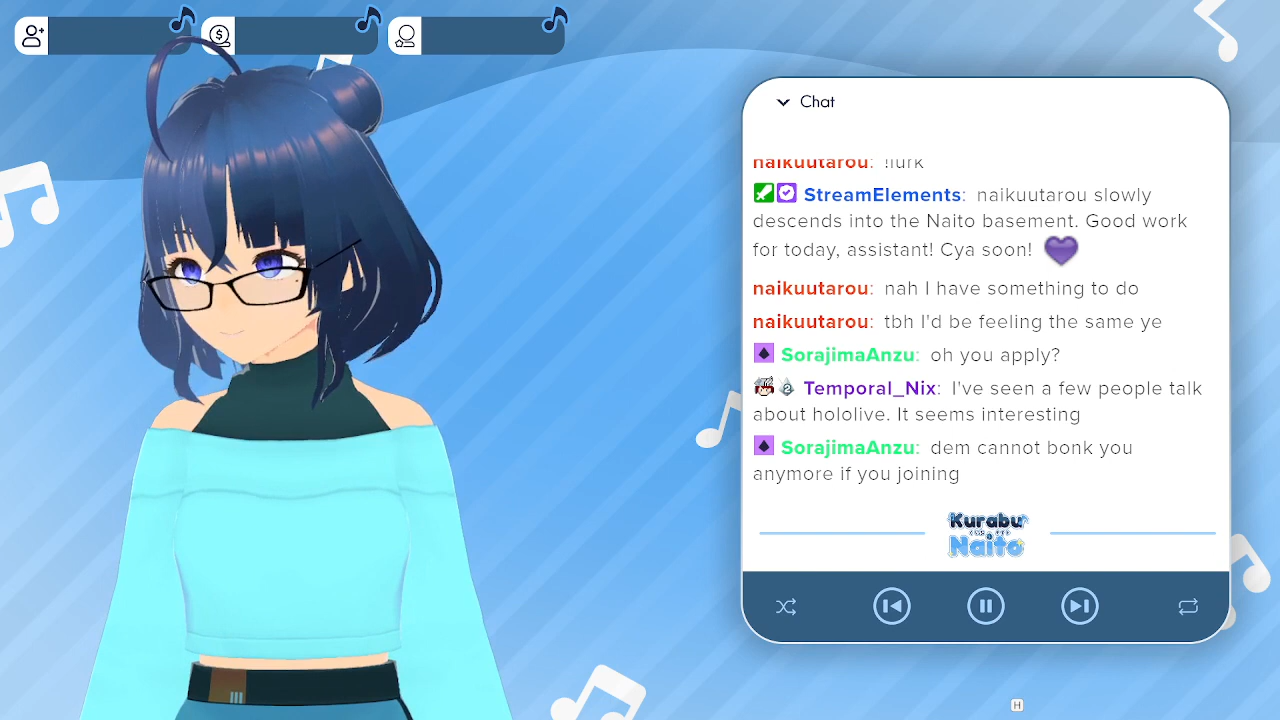 Chat
naikuutarou: !lurk
StreamElements: naikuutarou slowly
descends into the Naito basement. Good work
for today, assistant! Cya soon!
naikuutarou: nah I have something to do
naikuutarou: tbh I'd be feeling the same ye
SorajimaAnzu: oh you apply?
Temporal_Nix: I've seen a few people talk
about hololive. It seems interesting
SorajimaAnzu: dem cannot bonk you
anymore if you joining
Kurabu
Naito
H